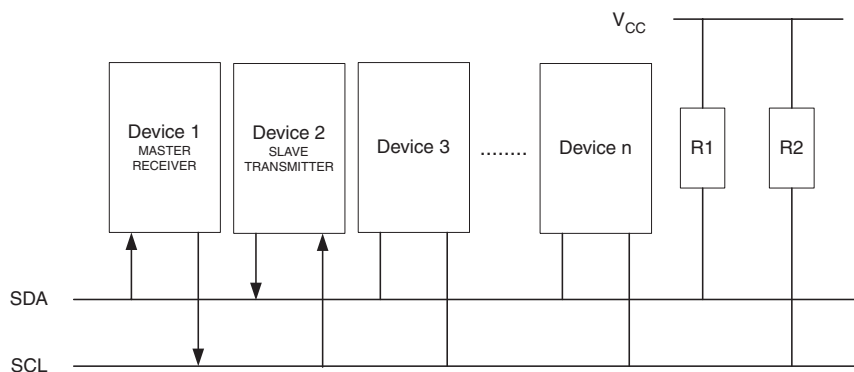 VCC
Device 1
MASTER
RECEIVER
Device 2
SLAVE
TRANSMITTER
Device 3
........
Device n
R1
R2
SDA
SCL